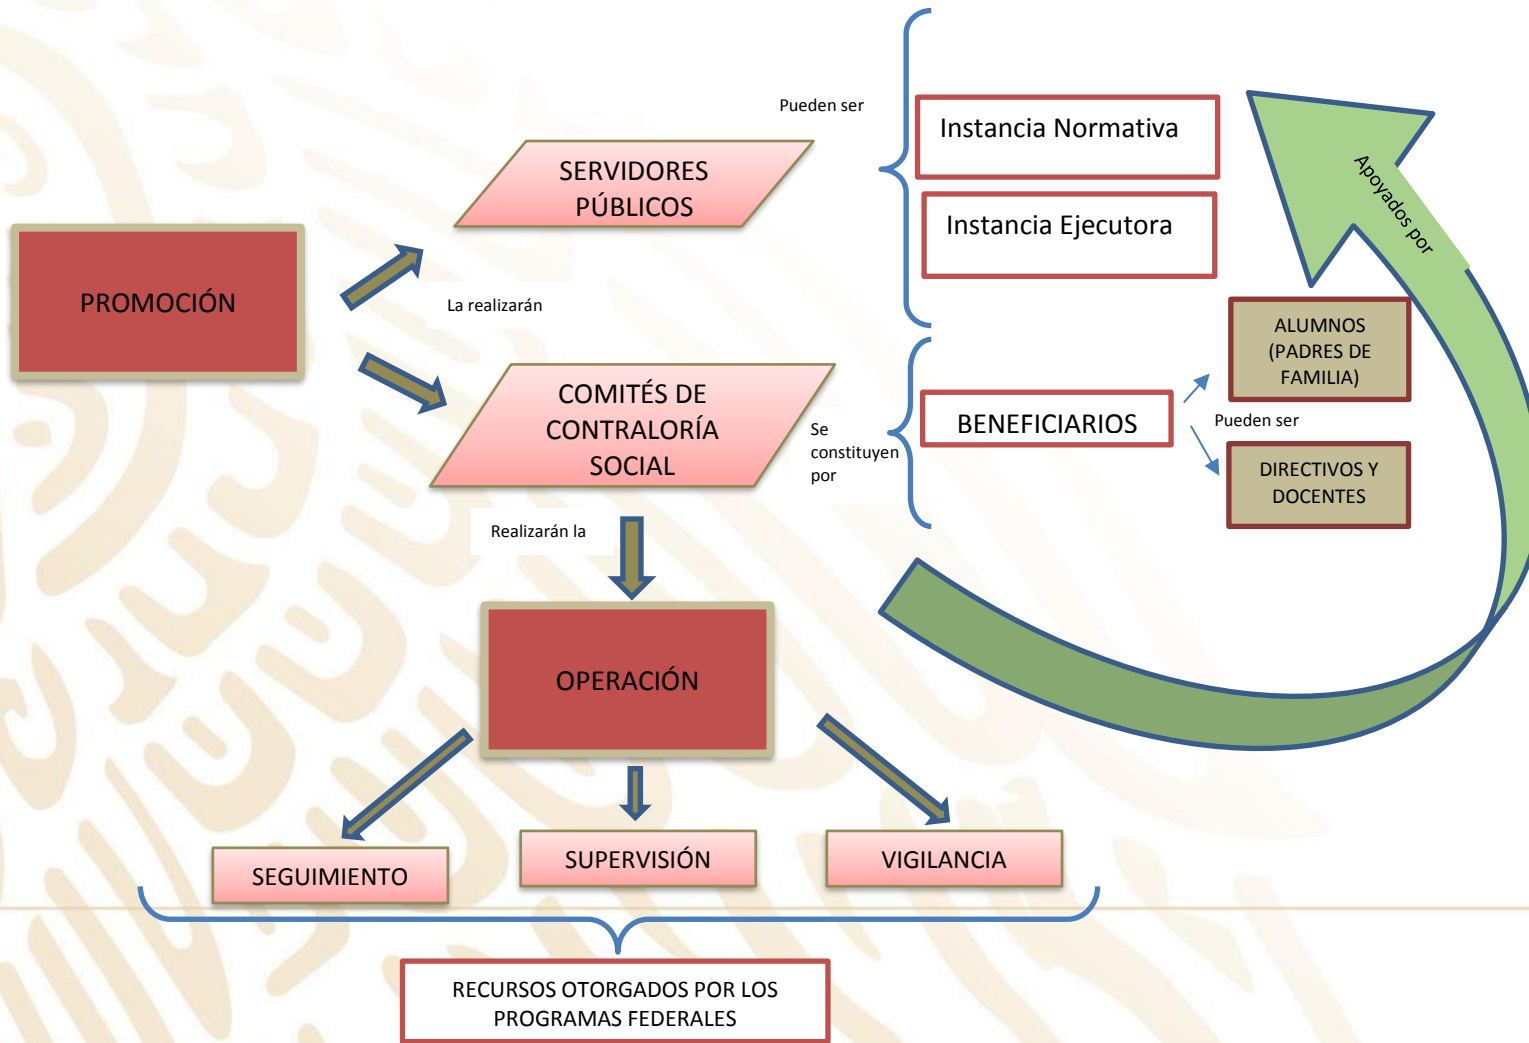 Pueden ser
Instancia Normativa
SERVIDORES
PÚBLICOS
Instancia Ejecutora
Apoyados por
PROMOCIÓN
La realizarán
ALUMNOS
(PADRES DE
FAMILIA)
COMITÉS DE
CONTRALORÍA
SOCIAL
Se
constituyen
por
BENEFICIARIOS
Pueden ser
DIRECTIVOS Y
DOCENTES
Realizarán la
OPERACIÓN
SEGUIMIENTO
SUPERVISIÓN
VIGILANCIA
RECURSOS OTORGADOS POR LOS
PROGRAMAS FEDERALES